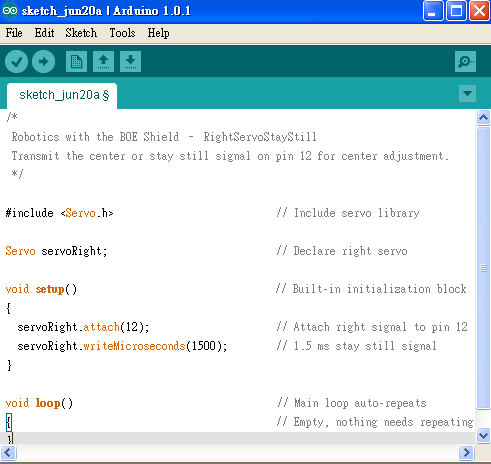 sketch_jun20a | Arduino 1.0.1
File Edit Sketch Tools Help
sketch_jun20a §
/*
Robotics with the BOE Shield - RightServoStayStill
Transmit the center or stay still signal on pin 12 for center adjustment.
*/
#include <Servo.h> // Include servo library
Servo servoRight; // Declare right servo
void setup() // Built-in initialization block
{
servoRight.attach(12); // Attach right signal to pin 12
servoRight.writeMicroseconds(1500); // 1.5 ms stay still signal
}
void loop() // Main loop auto-repeats
{ // Empty, nothing needs repeating
}